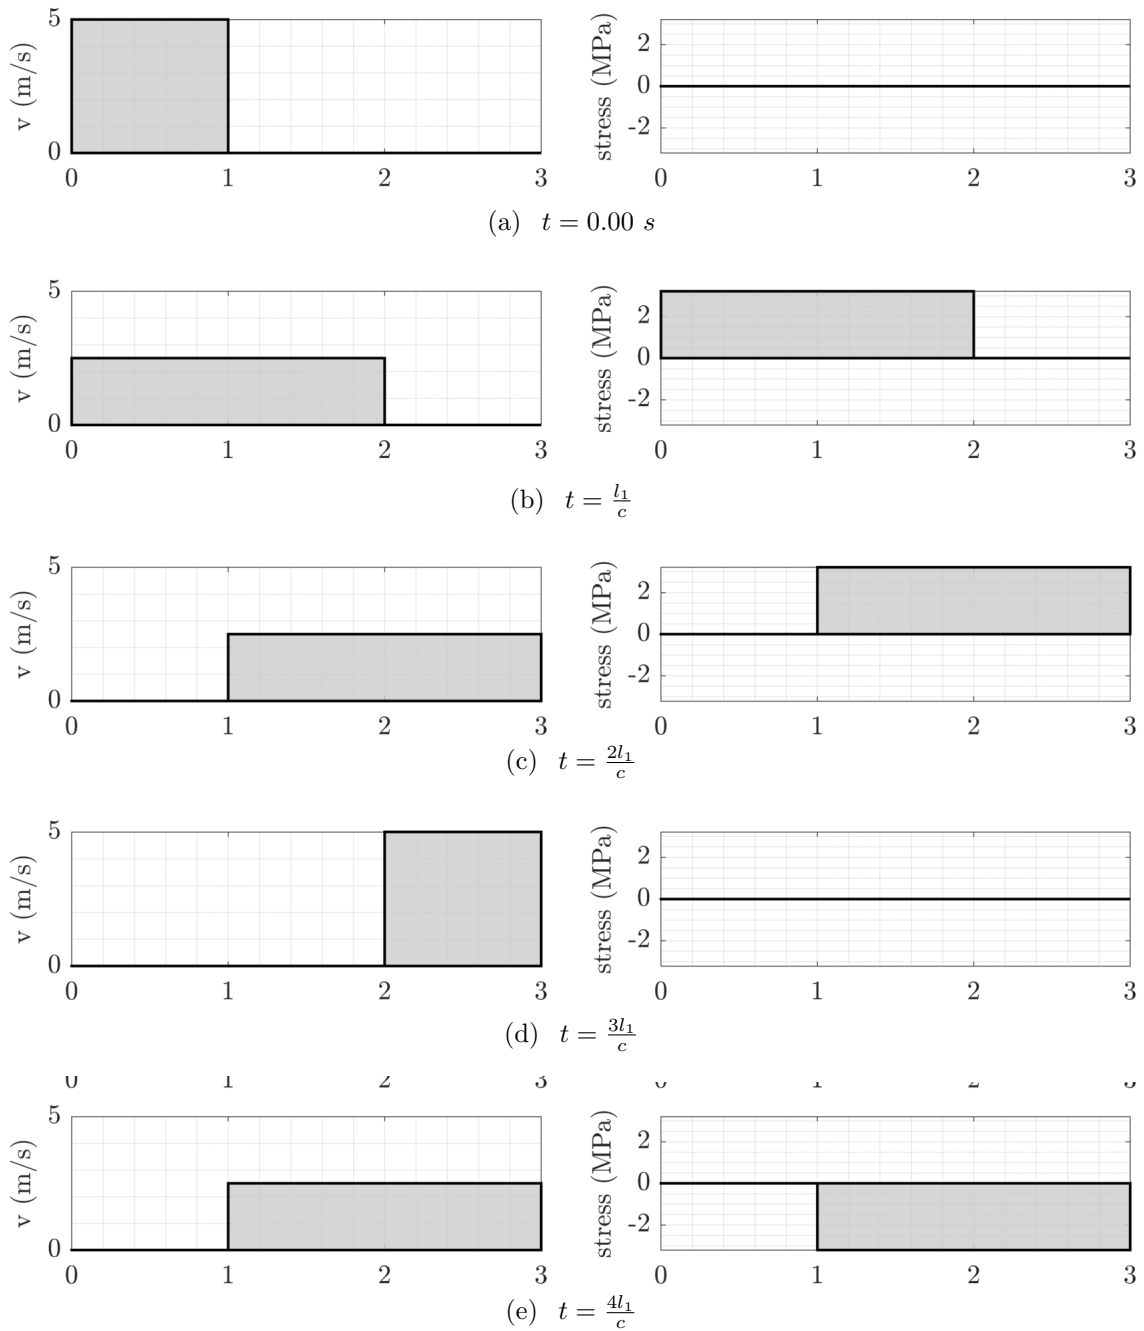 5
v (m/s)
0
0 1 2 3
2
0
-2
stress (MPa)
0 1 2 3
(a) t = 0.00 s
5
v (m/s)
0
0 1 2 3
2
0
-2
stress (MPa)
0 1 2 3
(b) t = l₁/c
5
v (m/s)
0
0 1 2 3
2
0
-2
stress (MPa)
0 1 2 3
(c) t = 2l₁/c
5
v (m/s)
0
0 1 2 3
2
0
-2
stress (MPa)
0 1 2 3
(d) t = 3l₁/c
5
v (m/s)
0
0 1 2 3
2
0
-2
stress (MPa)
0 1 2 3
(e) t = 4l₁/c